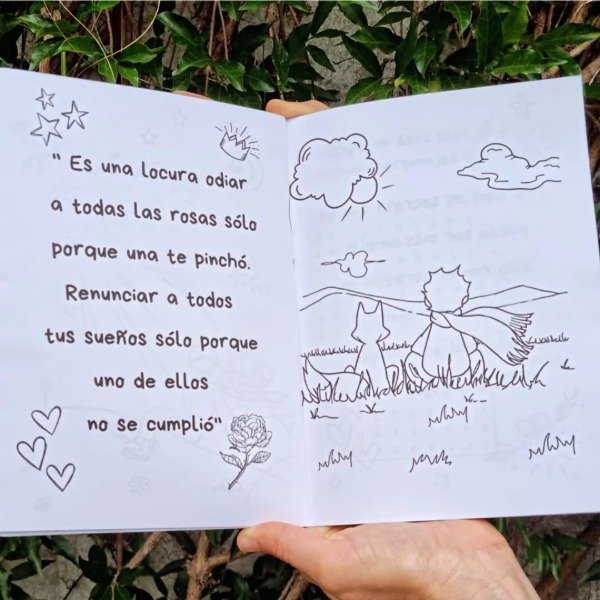 " Es una locura odiar
a todas las rosas sólo
porque una te pinchó.
Renunciar a todos
tus sueños sólo porque
uno de ellos
no se cumplió"